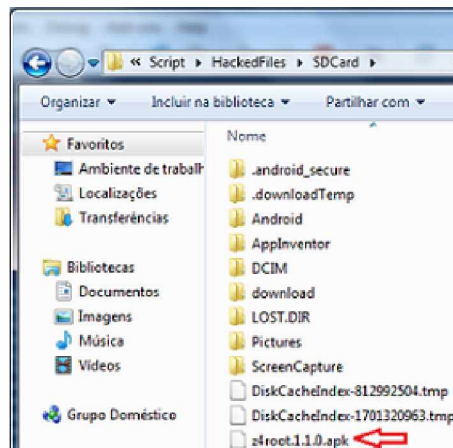 « Script ▸ HackedFiles ▸ SDCard ▸
Organizar ▾ Incluir na biblioteca ▾ Partilhar com ▾
Favoritos
Ambiente de trabalh
Localizações
Transferências
Bibliotecas
Documentos
Imagens
Música
Vídeos
Grupo Doméstico
Nome
.android_secure
.downloadTemp
Android
AppInventor
DCIM
download
LOST.DIR
Pictures
ScreenCapture
DiskCacheIndex-812992504.tmp
DiskCacheIndex-1701320963.tmp
z4root.1.1.0.apk